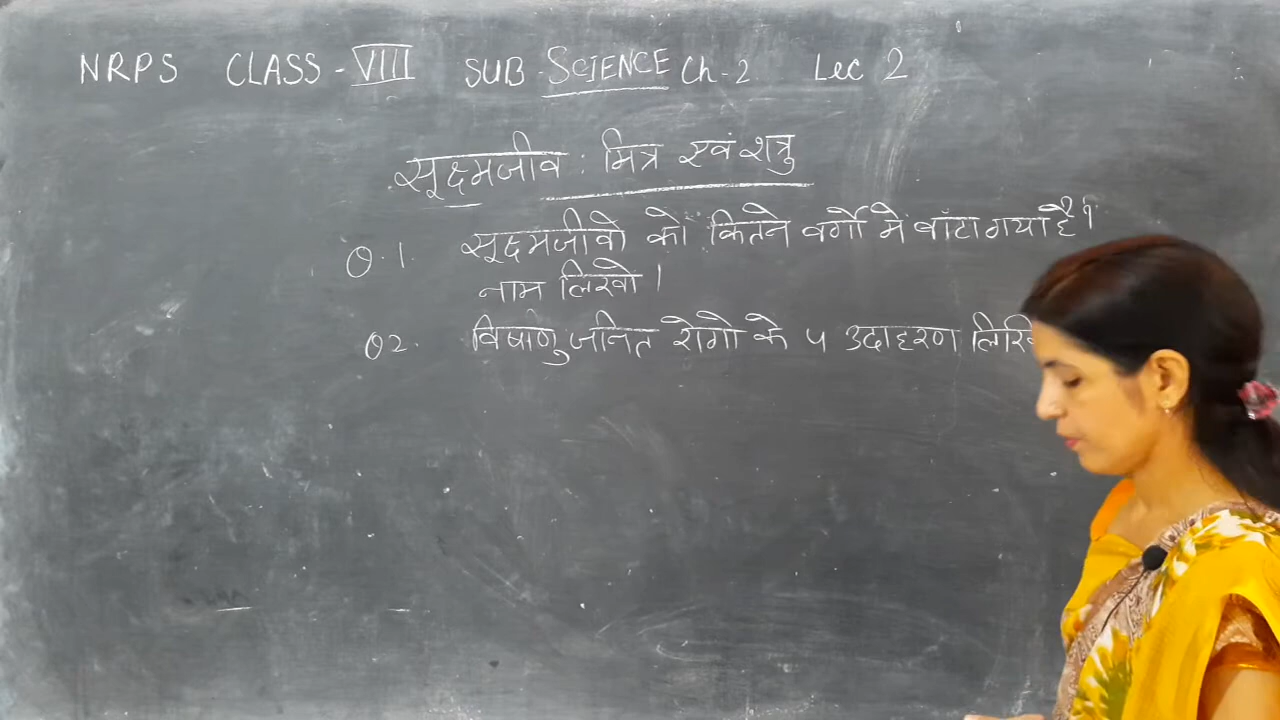 NRPS CLASS - VIII SUB - SCIENCE Ch - 2 Lec 2
सूक्ष्मजीव : मित्र एवं शत्रु
Q.1. सूक्ष्मजीवो को कितने वर्गो मे बाँटा गया है?
नाम लिखो।
Q2. विषाणु जनित रोगो के ५ उदाहरण